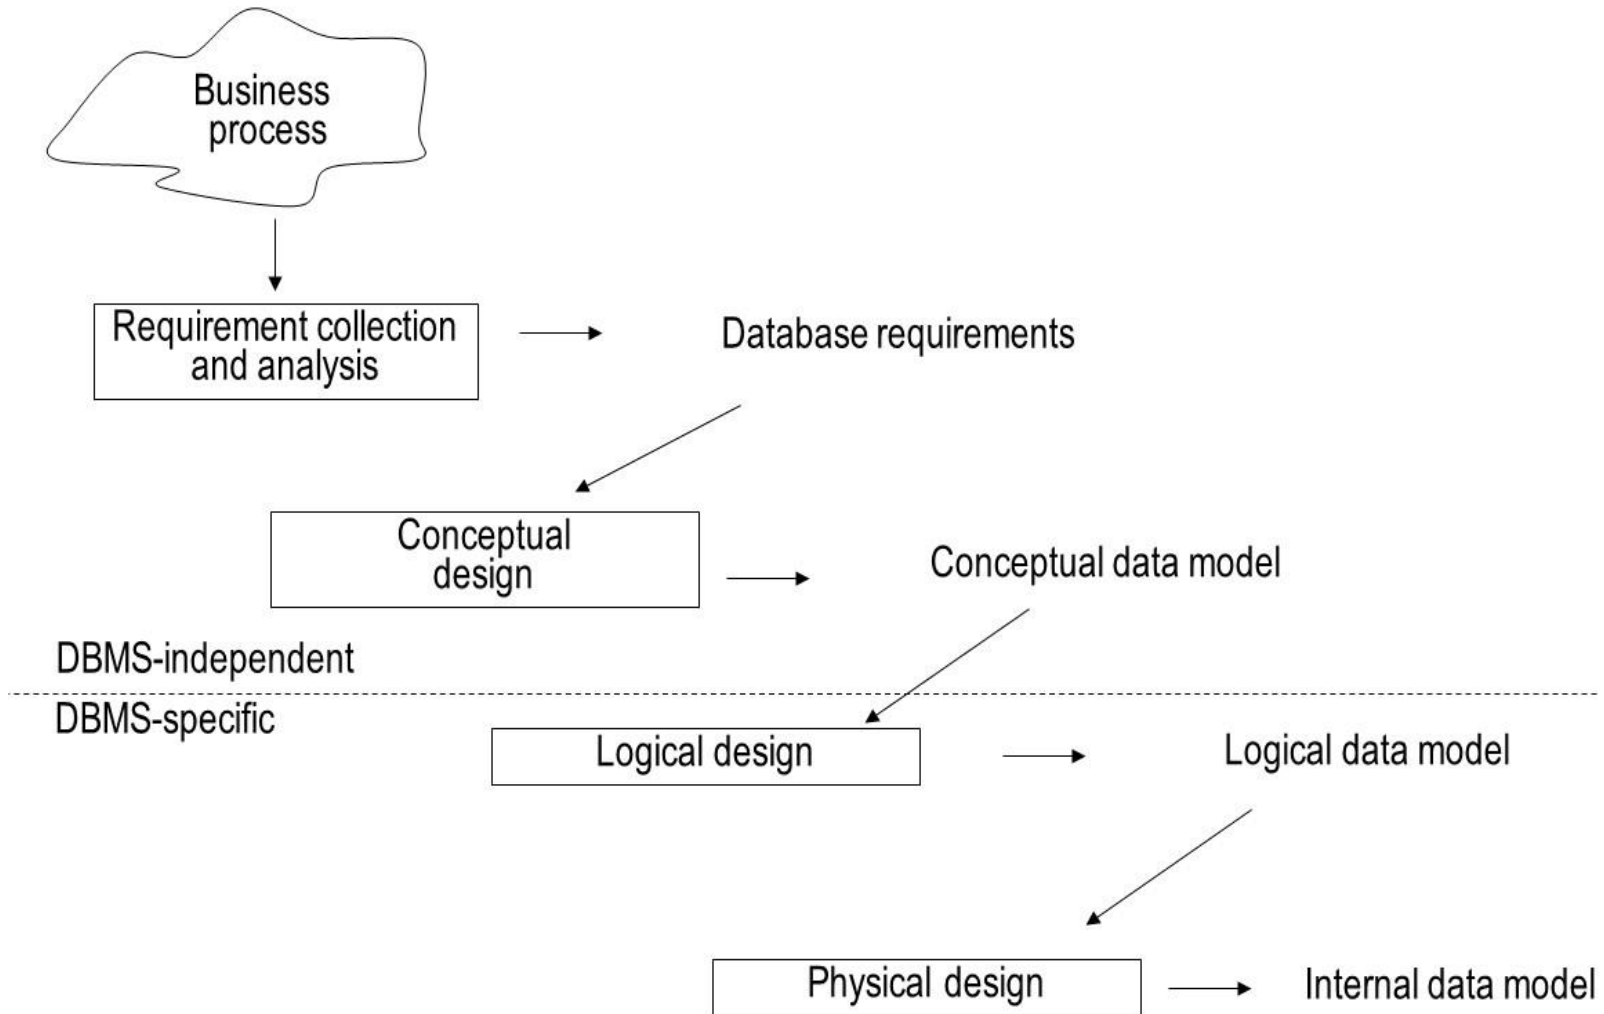 Business
process
Requirement collection
and analysis
Database requirements
Conceptual
design
Conceptual data model
DBMS-independent
DBMS-specific
Logical design
Logical data model
Physical design
Internal data model